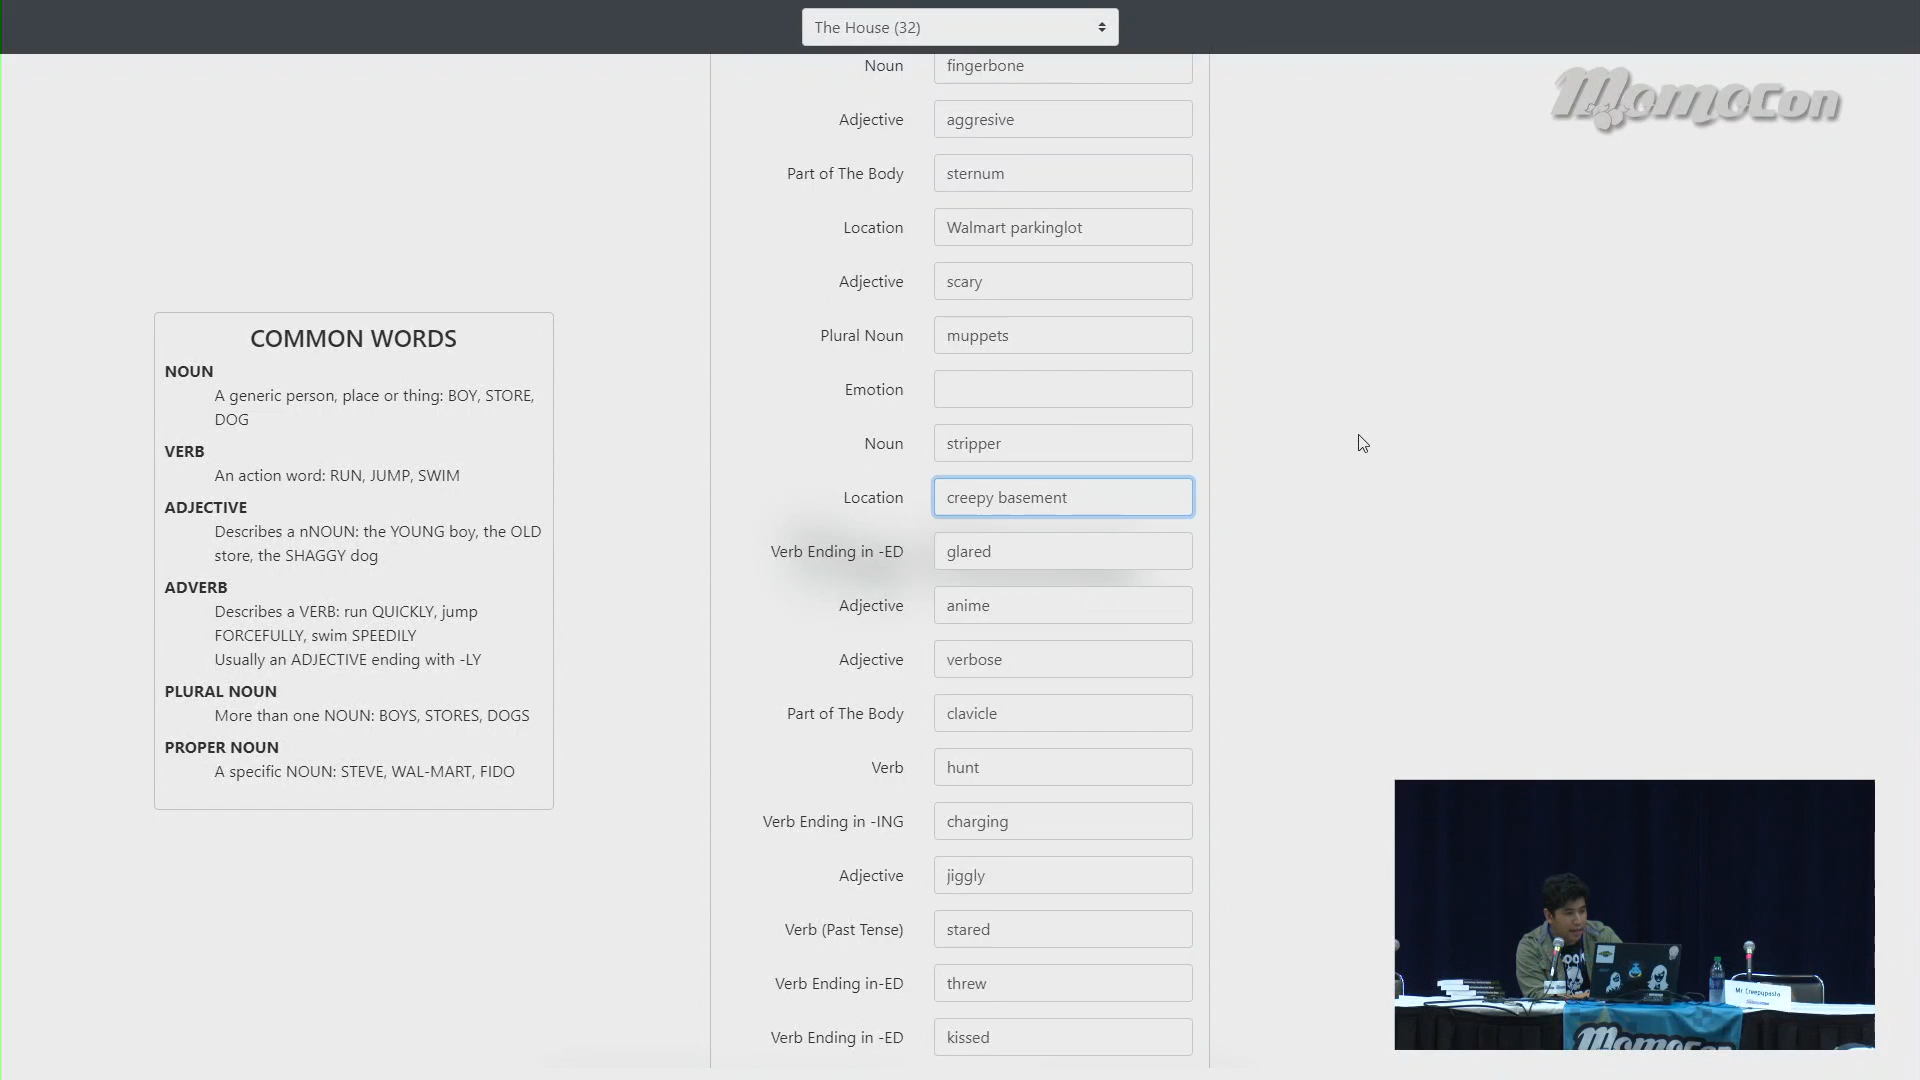 The House (32)
MomoCon
Noun fingerbone
Adjective aggresive
Part of The Body sternum
Location Walmart parkinglot
Adjective scary
Plural Noun muppets
Emotion
Noun stripper
Location creepy basement
Verb Ending in -ED glared
Adjective anime
Adjective verbose
Part of The Body clavicle
Verb hunt
Verb Ending in -ING charging
Adjective jiggly
Verb (Past Tense) stared
Verb Ending in-ED threw
Verb Ending in -ED kissed
COMMON WORDS
NOUN
A generic person, place or thing: BOY, STORE,
DOG
VERB
An action word: RUN, JUMP, SWIM
ADJECTIVE
Describes a nNOUN: the YOUNG boy, the OLD
store, the SHAGGY dog
ADVERB
Describes a VERB: run QUICKLY, jump
FORCEFULLY, swim SPEEDILY
Usually an ADJECTIVE ending with -LY
PLURAL NOUN
More than one NOUN: BOYS, STORES, DOGS
PROPER NOUN
A specific NOUN: STEVE, WAL-MART, FIDO
Mr. Creepypasta
MomoCon